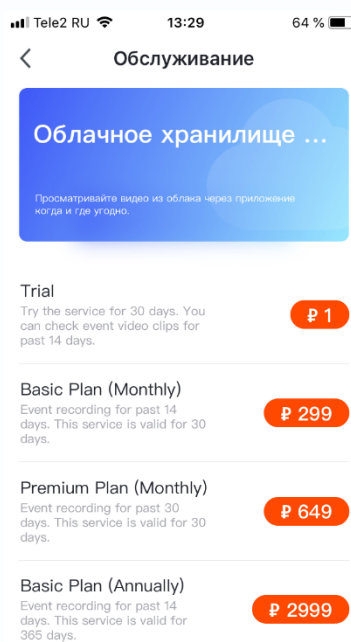 Tele2 RU 13:29 64 %
Обслуживание
Облачное хранилище ...
Просматривайте видео из облака через приложение
когда и где угодно.
Trial
Try the service for 30 days. You
can check event video clips for
past 14 days.
₽ 1
Basic Plan (Monthly)
Event recording for past 14
days. This service is valid for 30
days.
₽ 299
Premium Plan (Monthly)
Event recording for past 30
days. This service is valid for 30
days.
₽ 649
Basic Plan (Annually)
Event recording for past 14
days. This service is valid for
365 days.
₽ 2999